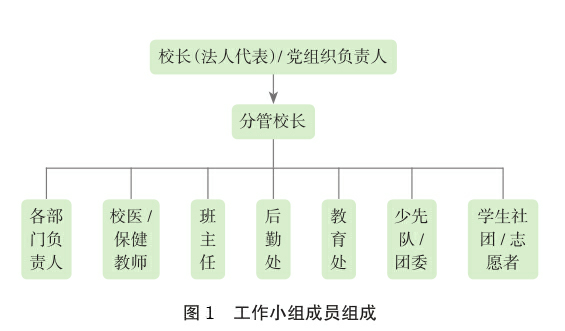 校长(法人代表)/党组织负责人
分管校长
各部
门负
责人
校医/
保健
教师
班
主
任
后
勤
处
教
育
处
少先
队/
团委
学生社
团/志
愿者
图1 工作小组成员组成